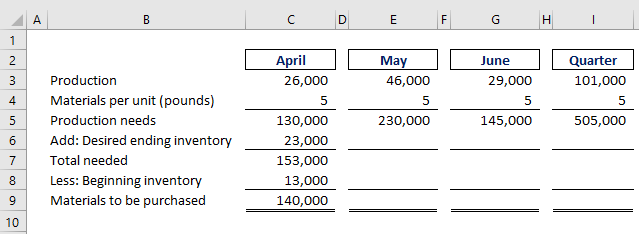 A B C D E F G H I
1
2 April May June Quarter
3 Production 26,000 46,000 29,000 101,000
4 Materials per unit (pounds) 5 5 5 5
5 Production needs 130,000 230,000 145,000 505,000
6 Add: Desired ending inventory 23,000
7 Total needed 153,000
8 Less: Beginning inventory 13,000
9 Materials to be purchased 140,000
10